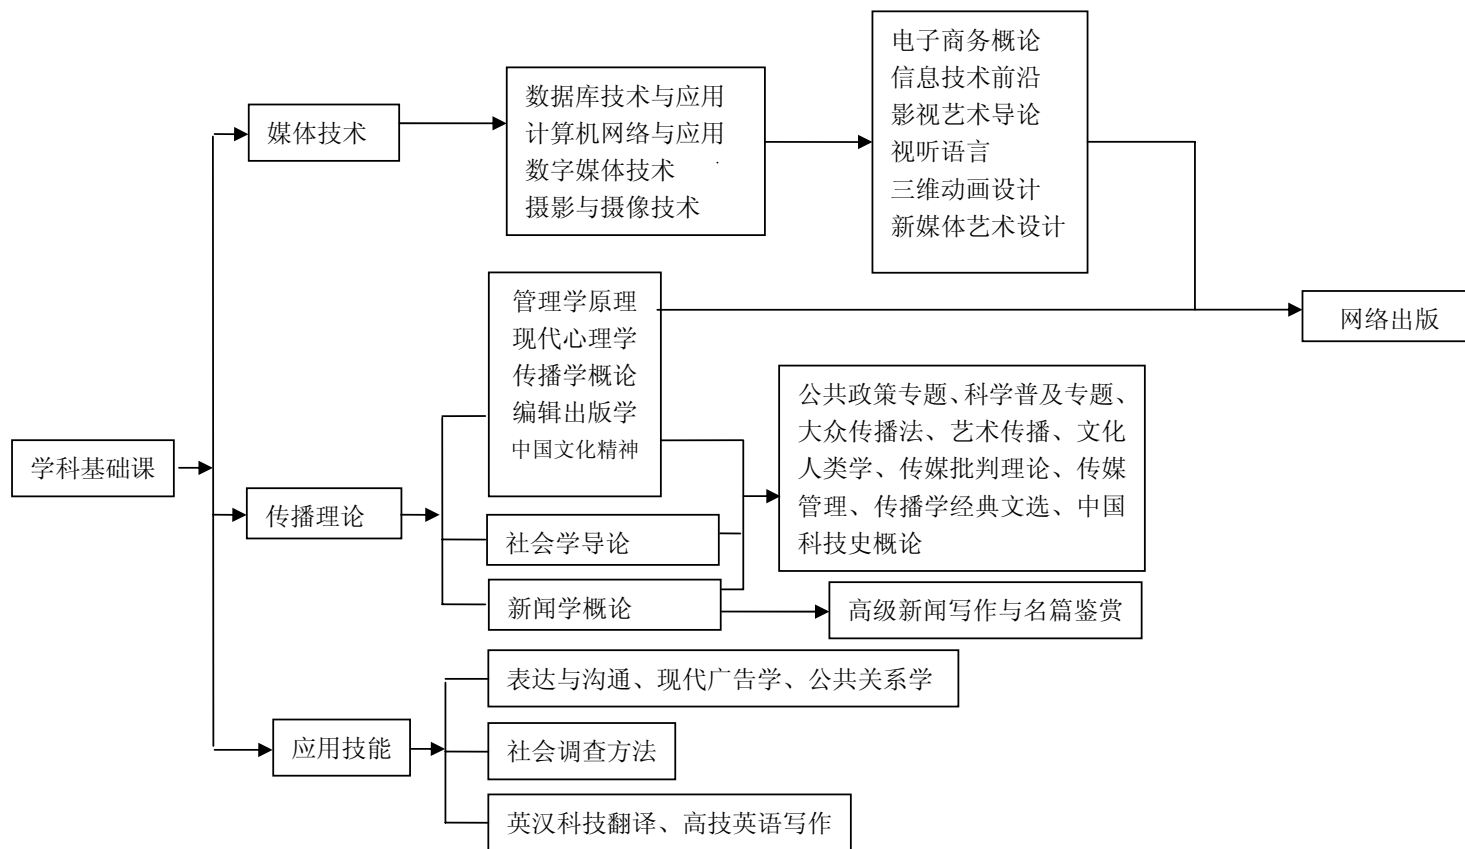 学科基础课
媒体技术
数据库技术与应用
计算机网络与应用
数字媒体技术
摄影与摄像技术
电子商务概论
信息技术前沿
影视艺术导论
视听语言
三维动画设计
新媒体艺术设计
网络出版
传播理论
管理学原理
现代心理学
传播学概论
编辑出版学
中国文化精神
社会学导论
新闻学概论
公共政策专题、科学普及专题、
大众传播法、艺术传播、文化
人类学、传媒批判理论、传媒
管理、传播学经典文选、中国
科技史概论
高级新闻写作与名篇鉴赏
应用技能
表达与沟通、现代广告学、公共关系学
社会调查方法
英汉科技翻译、高技英语写作